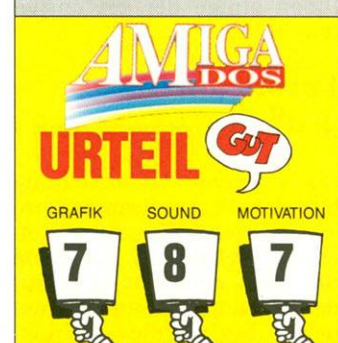 AMIGA
DOS
URTEIL GUT
GRAFIK SOUND MOTIVATION
7 8 7